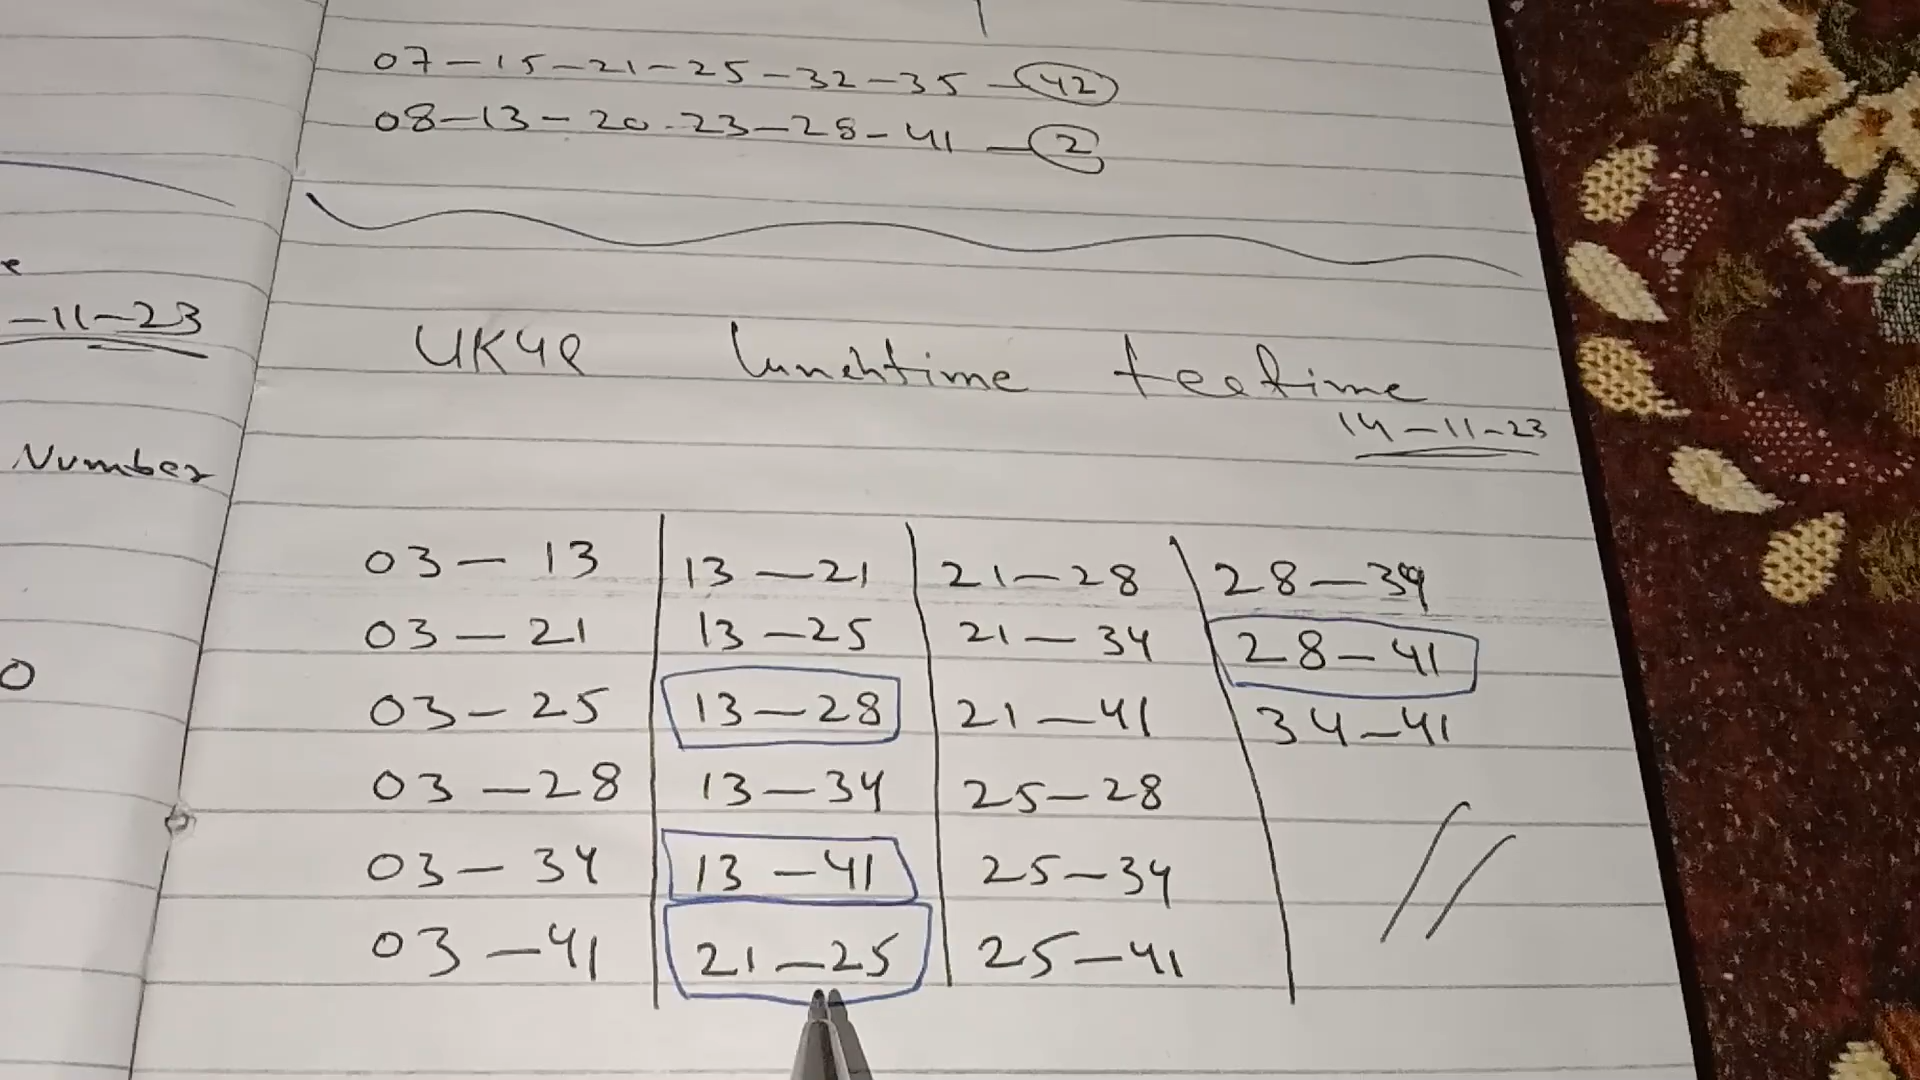 07-15-21-25-32-35-42
08-13-20-23-28-41-2
e
-11-23
UK49 lunchtime teetime
14-11-23
Number
03-13 13-21 21-28 28-34
03-21 13-25 21-34 28-41
03-25 13-28 21-41 34-41
03-28 13-34 25-28
03-34 13-41 25-34
03-41 21-25 25-41
0